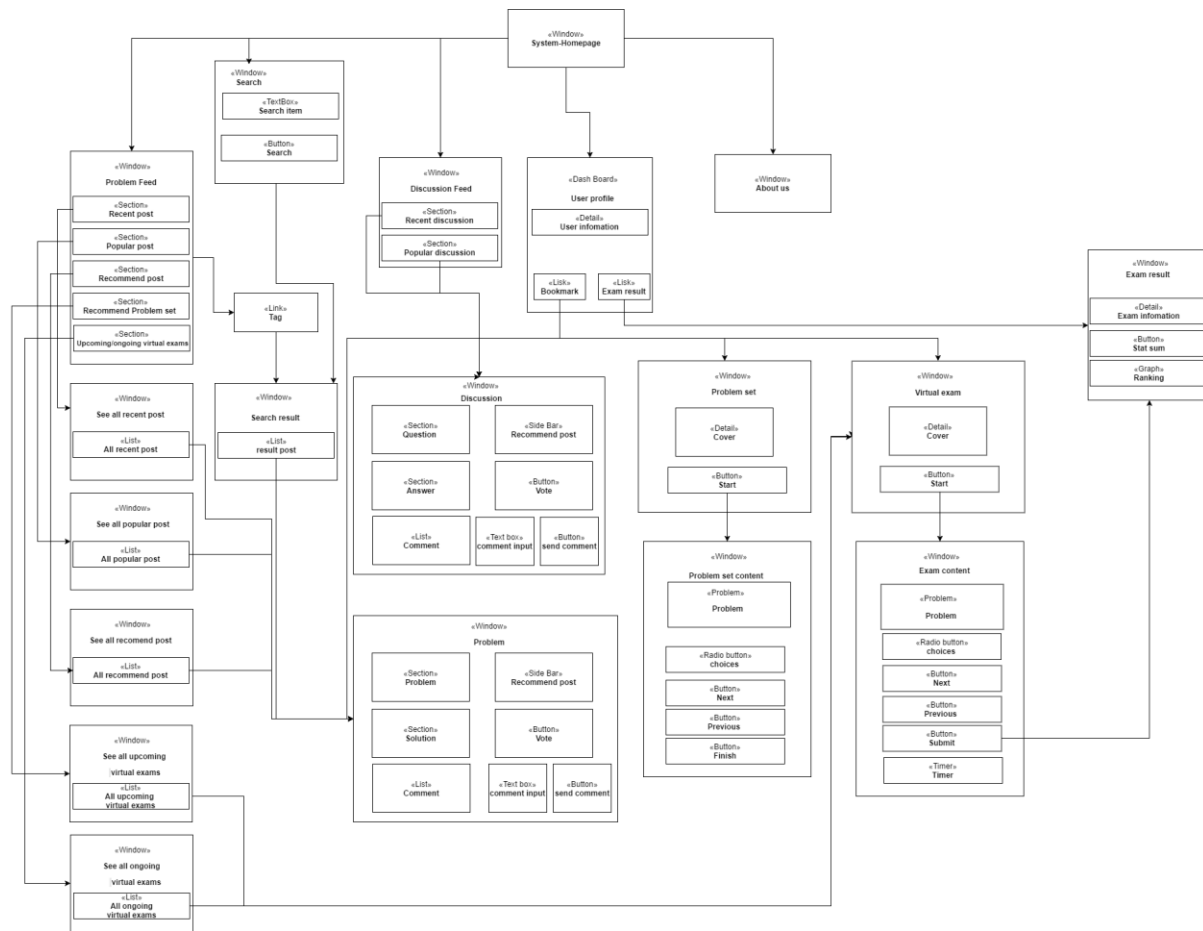 «Window»
System-Homepage
«Window»
Search
«TextBox»
Search item
«Button»
Search
«Window»
Problem Feed
«Section»
Recent post
«Section»
Popular post
«Section»
Recommend post
«Section»
Recommend Problem set
«Section»
Upcoming/ongoing virtual exams
«Window»
Discussion Feed
«Section»
Recent discussion
«Section»
Popular discussion
«Dash Board»
User profile
«Detail»
User infomation
«Lisk»
Bookmark
«Lisk»
Exam result
«Window»
About us
«Window»
Exam result
«Detail»
Exam infomation
«Button»
Stat sum
«Graph»
Ranking
«Link»
Tag
«Window»
See all recent post
«List»
All recent post
«Window»
Search result
«List»
result post
«Window»
Discussion
«Section»
Question
«Side Bar»
Recommend post
«Section»
Answer
«Button»
Vote
«List»
Comment
«Text box»
comment input
«Button»
send comment
«Window»
Problem set
«Detail»
Cover
«Button»
Start
«Window»
Virtual exam
«Detail»
Cover
«Button»
Start
«Window»
See all popular post
«List»
All popular post
«Window»
Problem set content
«Problem»
Problem
«Radio button»
choices
«Button»
Next
«Button»
Previous
«Button»
Finish
«Window»
Exam content
«Problem»
Problem
«Radio button»
choices
«Button»
Next
«Button»
Previous
«Button»
Submit
«Timer»
Timer
«Window»
See all recomend post
«List»
All recommend post
«Window»
Problem
«Section»
Problem
«Side Bar»
Recommend post
«Section»
Solution
«Button»
Vote
«List»
Comment
«Text box»
comment input
«Button»
send comment
«Window»
See all upcoming
virtual exams
«List»
All upcoming
virtual exams
«Window»
See all ongoing
virtual exams
«List»
All ongoing
virtual exams